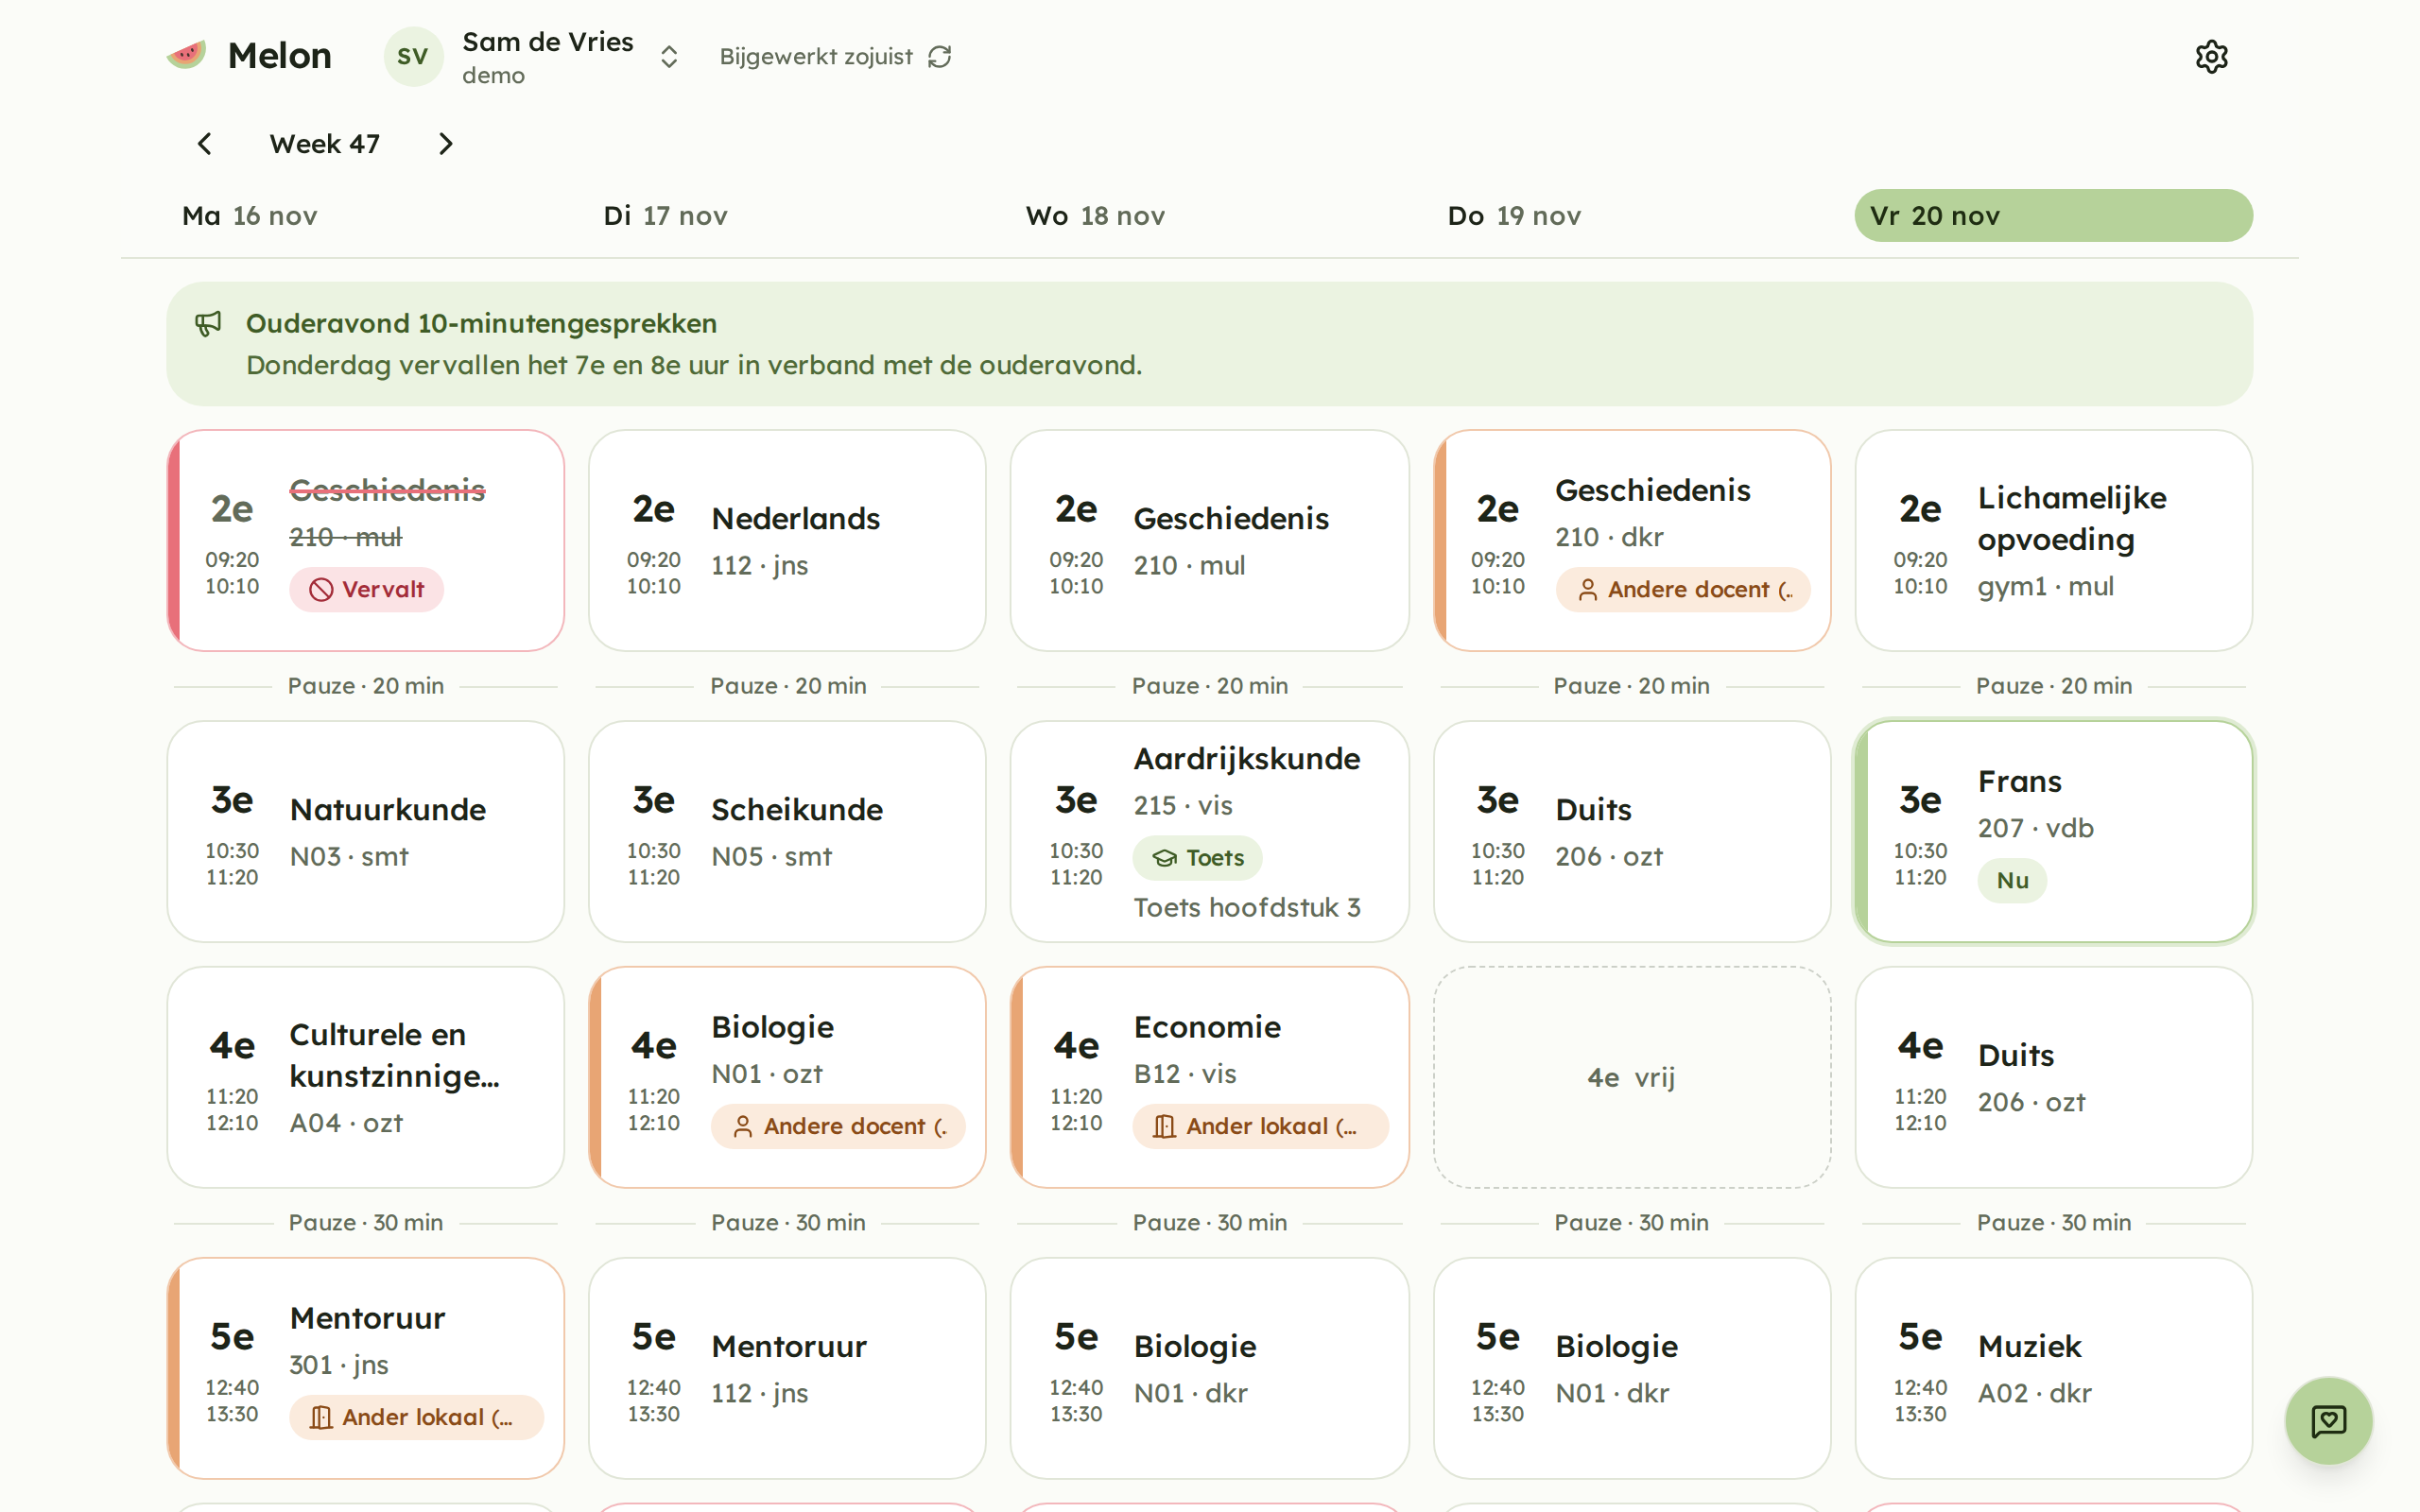 Melon
SV
Sam de Vries
demo
Bijgewerkt zojuist
Week 47
Ma 16 nov
Di 17 nov
Wo 18 nov
Do 19 nov
Vr 20 nov
Ouderavond 10-minutengesprekken
Donderdag vervallen het 7e en 8e uur in verband met de ouderavond.
2e
09:20
10:10
Geschiedenis
210 · mul
Vervalt
2e
09:20
10:10
Nederlands
112 · jns
2e
09:20
10:10
Geschiedenis
210 · mul
2e
09:20
10:10
Geschiedenis
210 · dkr
Andere docent (..
2e
09:20
10:10
Lichamelijke
opvoeding
gym1 · mul
Pauze · 20 min
Pauze · 20 min
Pauze · 20 min
Pauze · 20 min
Pauze · 20 min
3e
10:30
11:20
Natuurkunde
N03 · smt
3e
10:30
11:20
Scheikunde
N05 · smt
3e
10:30
11:20
Aardrijkskunde
215 · vis
Toets
Toets hoofdstuk 3
3e
10:30
11:20
Duits
206 · ozt
3e
10:30
11:20
Frans
207 · vdb
Nu
4e
11:20
12:10
Culturele en
kunstzinnige...
A04 · ozt
4e
11:20
12:10
Biologie
N01 · ozt
Andere docent (.
4e
11:20
12:10
Economie
B12 · vis
Ander lokaal (...
4e vrij
4e
11:20
12:10
Duits
206 · ozt
Pauze · 30 min
Pauze · 30 min
Pauze · 30 min
Pauze · 30 min
Pauze · 30 min
5e
12:40
13:30
Mentoruur
301 · jns
Ander lokaal (...
5e
12:40
13:30
Mentoruur
112 · jns
5e
12:40
13:30
Biologie
N01 · dkr
5e
12:40
13:30
Biologie
N01 · dkr
5e
12:40
13:30
Muziek
A02 · dkr